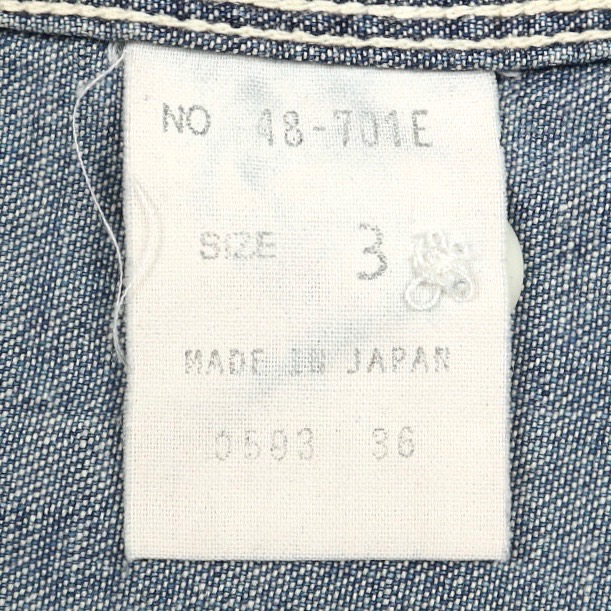 NO 48-701E
SIZE 3
MADE IN JAPAN
0593 36